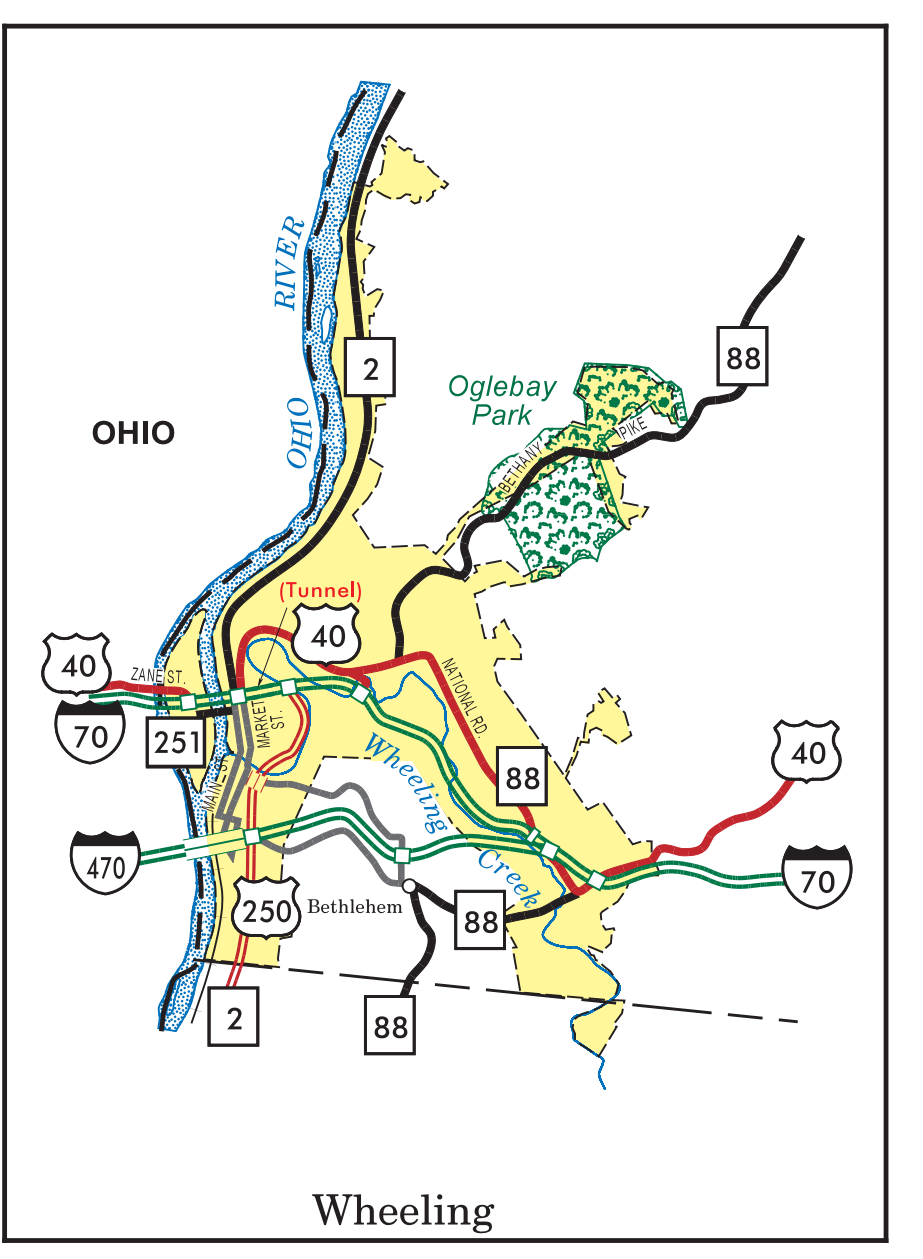 RIVER
OHIO
2
88
Oglebay
Park
PIKE
BETHANY
OHIO
(Tunnel)
40
40
ZANE ST.
NATIONAL RD.
70
251
MARKET
ST.
MAIN ST.
Wheeling
Creek
88
40
470
70
250
Bethlehem
88
2
88
Wheeling